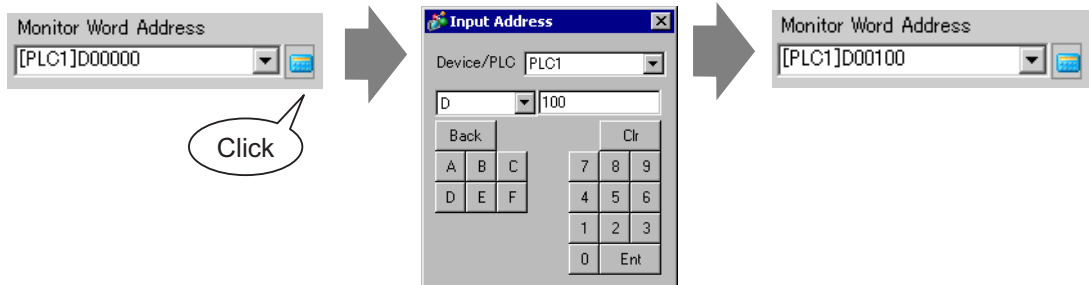 Monitor Word Address
[PLC1]D00000
Click
Input Address
Device/PLC PLC1
D 100
Back Clr
A B C 7 8 9
D E F 4 5 6
1 2 3
0 Ent
Monitor Word Address
[PLC1]D00100